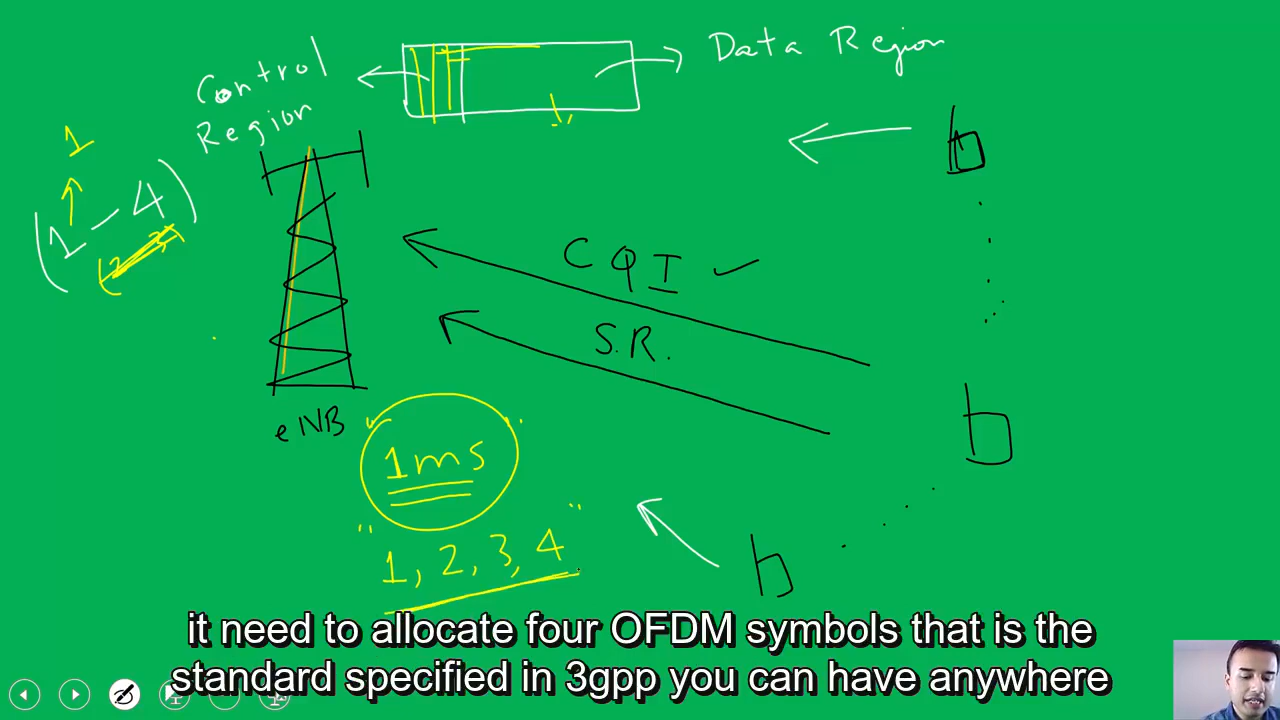 Data Region
Control
Region
1
(1-4)
CQI
S.R.
eNB
1ms
"1, 2, 3, 4"
it need to allocate four OFDM symbols that is the
standard specified in 3gpp you can have anywhere